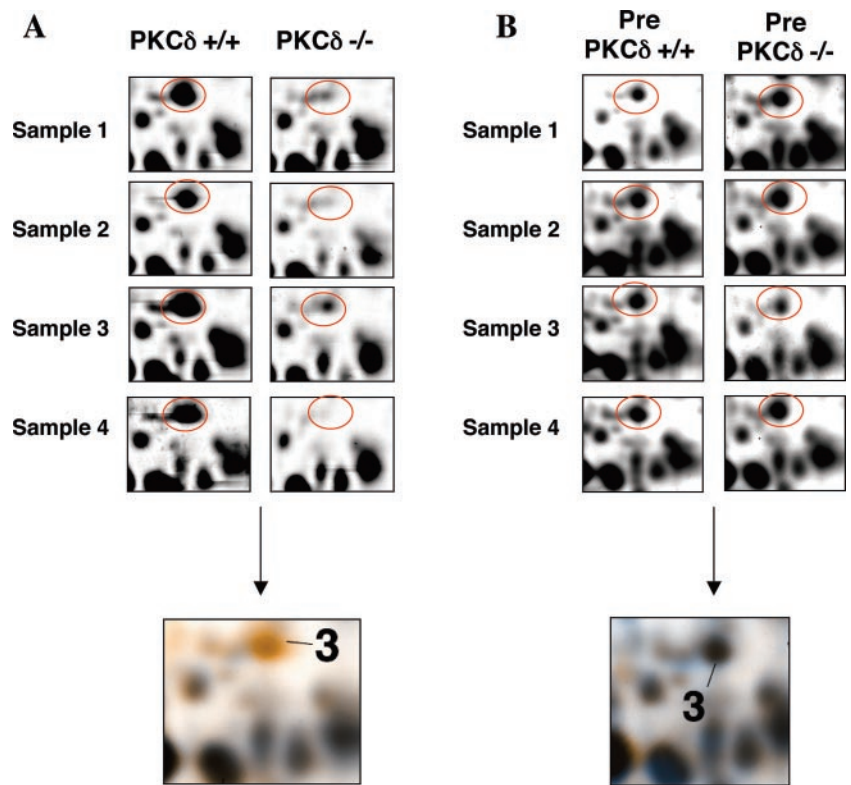 A
PKCδ +/+
PKCδ -/-
Sample 1
Sample 2
Sample 3
Sample 4
3
B
Pre
PKCδ +/+
Pre
PKCδ -/-
Sample 1
Sample 2
Sample 3
Sample 4
3